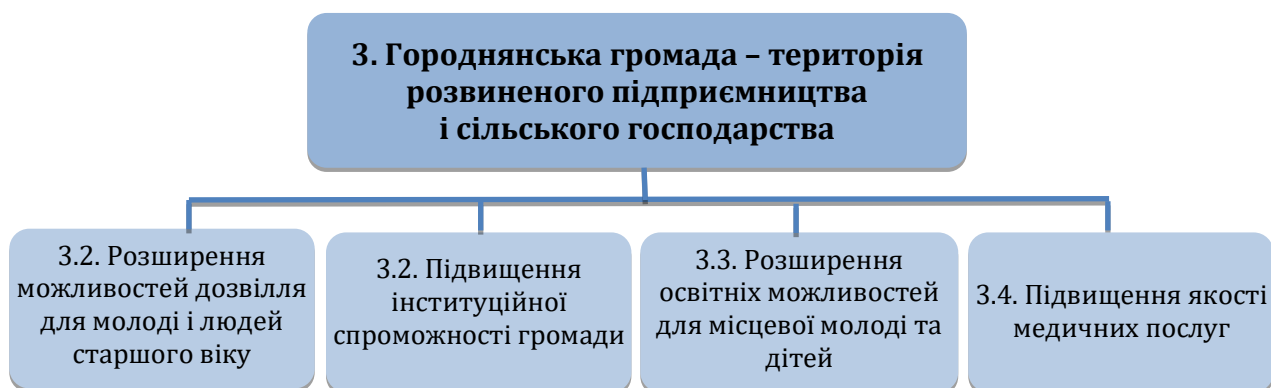 3. Городнянська громада – територія
розвиненого підприємництва
і сільського господарства
3.2. Розширення
можливостей дозвілля
для молоді і людей
старшого віку
3.2. Підвищення
інституційної
спроможності громади
3.3. Розширення
освітніх можливостей
для місцевої молоді та
дітей
3.4. Підвищення якості
медичних послуг